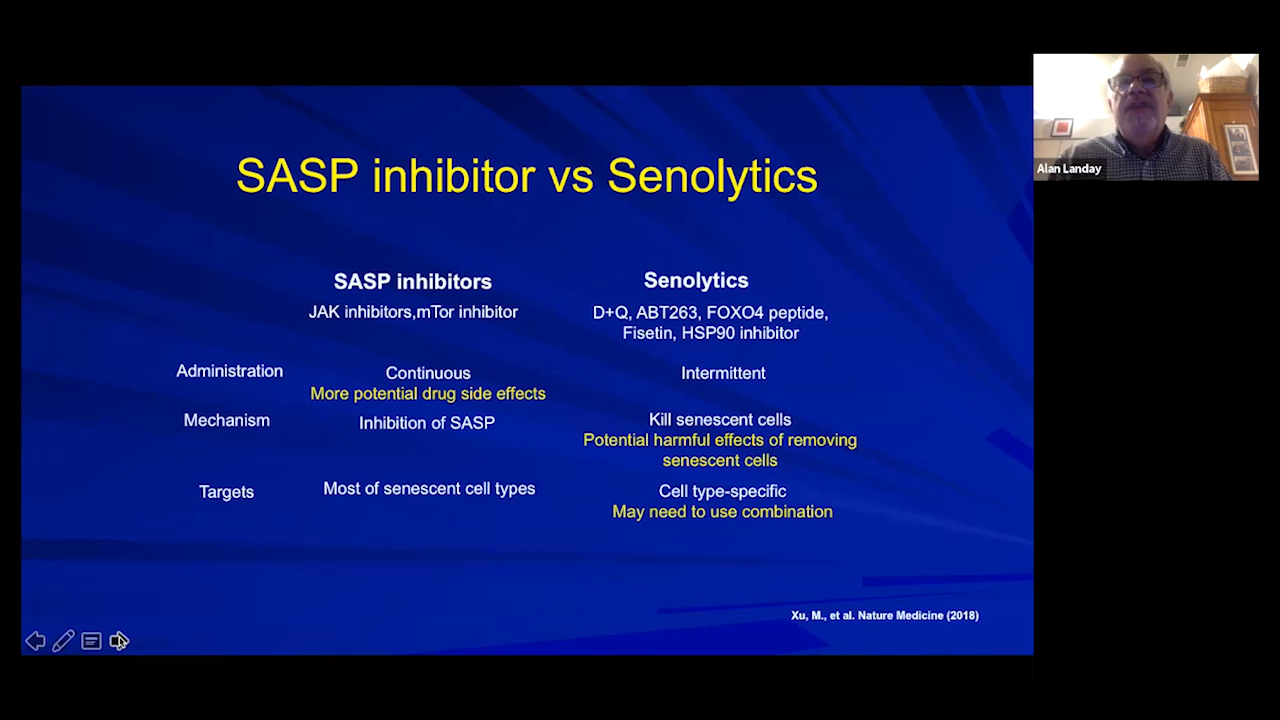 SASP inhibitor vs Senolytics
Alan Landay
SASP inhibitors
Senolytics
JAK inhibitors,mTor inhibitor
D+Q, ABT263, FOXO4 peptide,
Fisetin, HSP90 inhibitor
Administration
Continuous
More potential drug side effects
Intermittent
Mechanism
Inhibition of SASP
Kill senescent cells
Potential harmful effects of removing
senescent cells
Targets
Most of senescent cell types
Cell type-specific
May need to use combination
Xu, M., et al. Nature Medicine (2018)